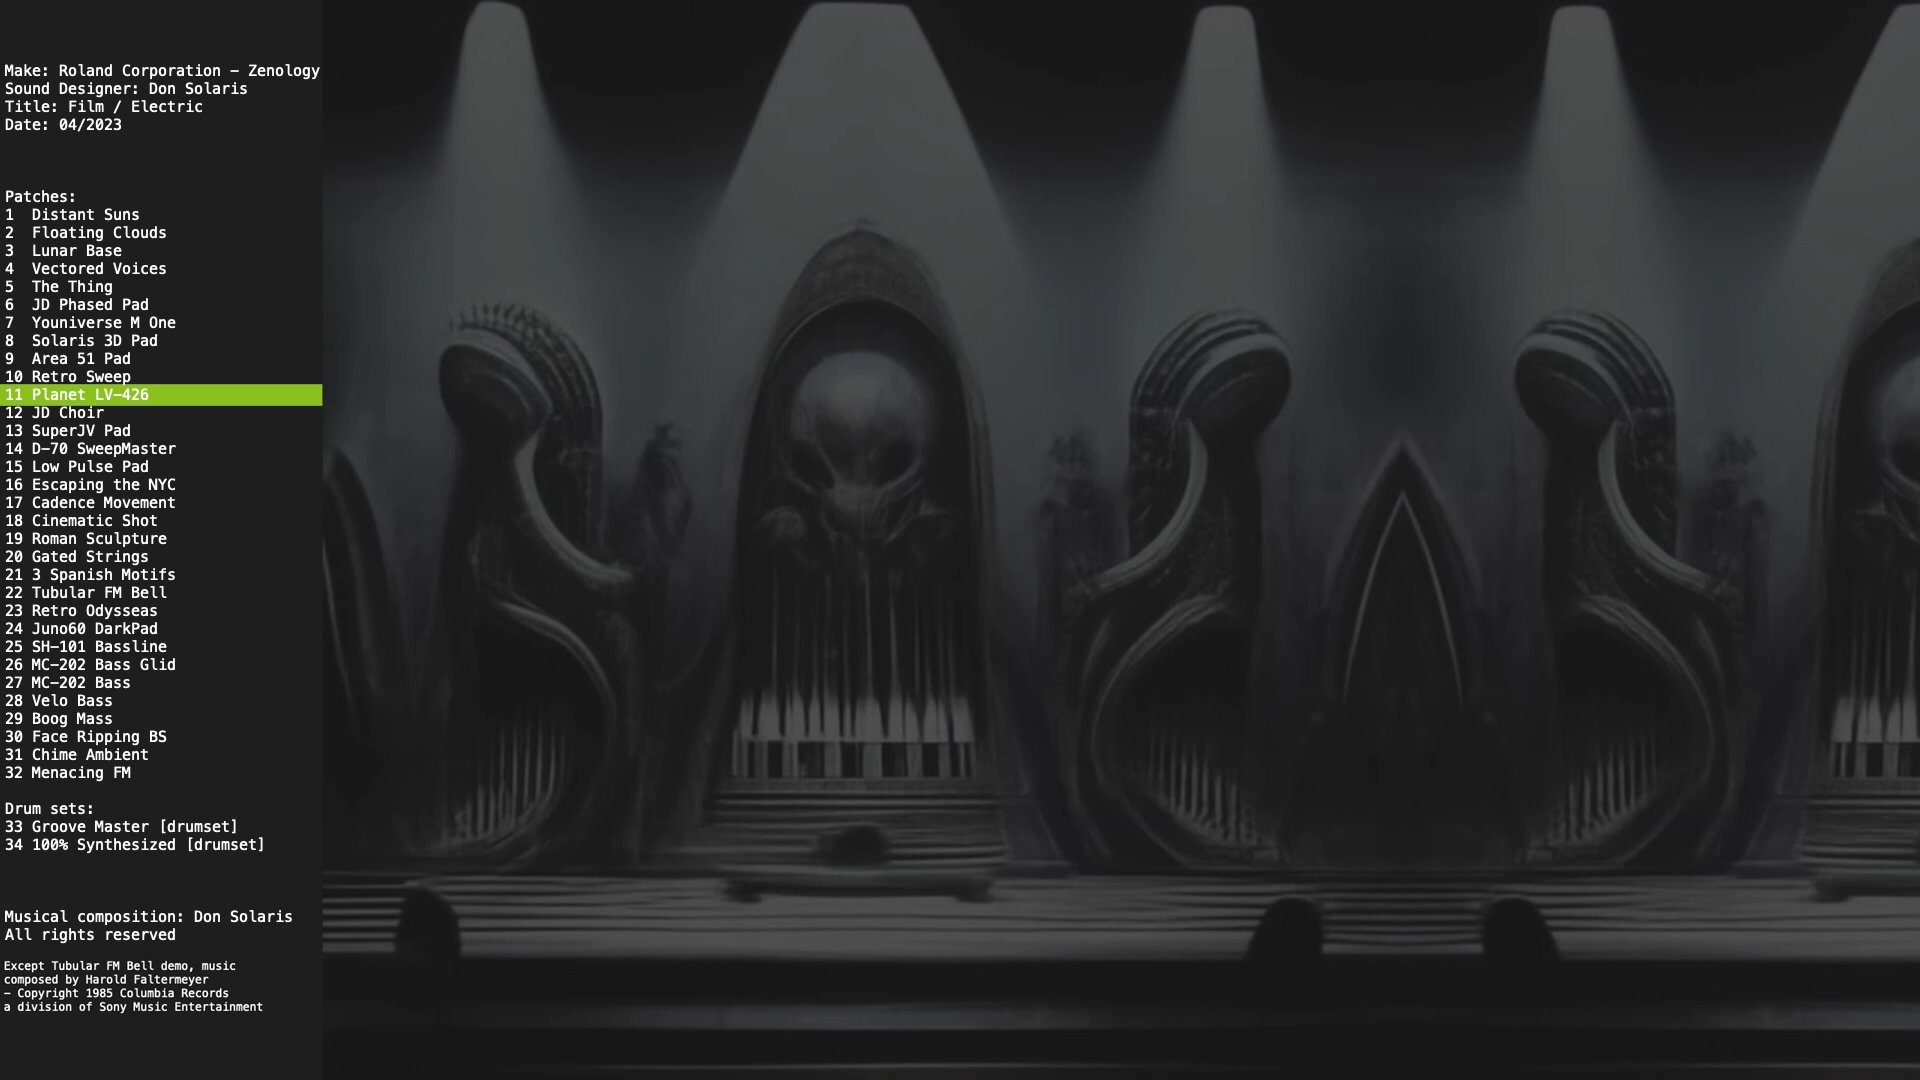 Make: Roland Corporation – Zenology
Sound Designer: Don Solaris
Title: Film / Electric
Date: 04/2023
Patches:
1 Distant Suns
2 Floating Clouds
3 Lunar Base
4 Vectored Voices
5 The Thing
6 JD Phased Pad
7 Youniverse M One
8 Solaris 3D Pad
9 Area 51 Pad
10 Retro Sweep
11 Planet LV–426
12 JD Choir
13 SuperJV Pad
14 D–70 SweepMaster
15 Low Pulse Pad
16 Escaping the NYC
17 Cadence Movement
18 Cinematic Shot
19 Roman Sculpture
20 Gated Strings
21 3 Spanish Motifs
22 Tubular FM Bell
23 Retro Odysseas
24 Juno60 DarkPad
25 SH–101 Bassline
26 MC–202 Bass Glid
27 MC–202 Bass
28 Velo Bass
29 Boog Mass
30 Face Ripping BS
31 Chime Ambient
32 Menacing FM
Drum sets:
33 Groove Master [drumset]
34 100% Synthesized [drumset]
Musical composition: Don Solaris
All rights reserved
Except Tubular FM Bell demo, music
composed by Harold Faltermeyer
– Copyright 1985 Columbia Records
a division of Sony Music Entertainment